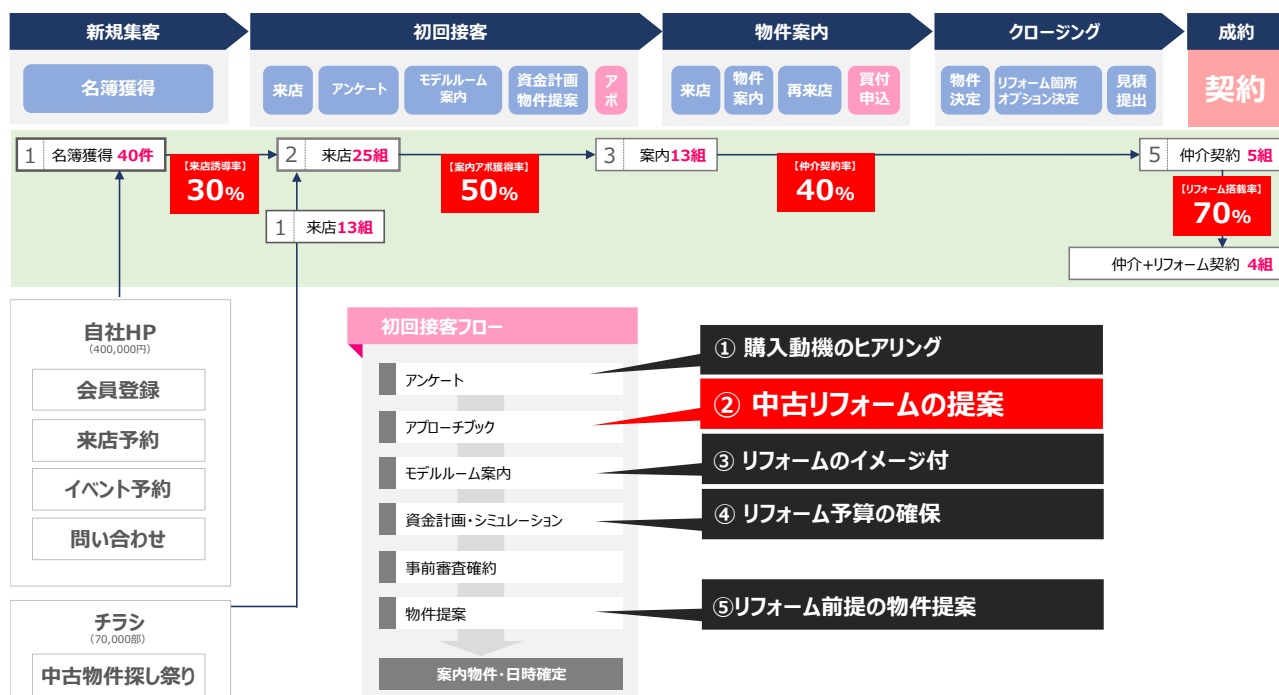 新規集客
初回接客
物件案内
クロージング
成約
名簿獲得
来店
アンケート
モデルルーム
案内
資金計画
物件提案
ア
ポ
来店
物件
案内
再来店
買付
申込
物件
決定
リフォーム箇所
オプション決定
見積
提出
契約
1 名簿獲得 40件
【来店誘導率】
30%
2 来店25組
【案内アポ獲得率】
50%
3 案内13組
【仲介契約率】
40%
5 仲介契約 5組
【リフォーム搭載率】
70%
1 来店13組
仲介+リフォーム契約 4組
自社HP
(400,000円)
会員登録
来店予約
イベント予約
問い合わせ
チラシ
(70,000部)
中古物件探し祭り
初回接客フロー
アンケート
アプローチブック
モデルルーム案内
資金計画・シミュレーション
事前審査確約
物件提案
案内物件・日時確定
① 購入動機のヒアリング
② 中古リフォームの提案
③ リフォームのイメージ付
④ リフォーム予算の確保
⑤リフォーム前提の物件提案